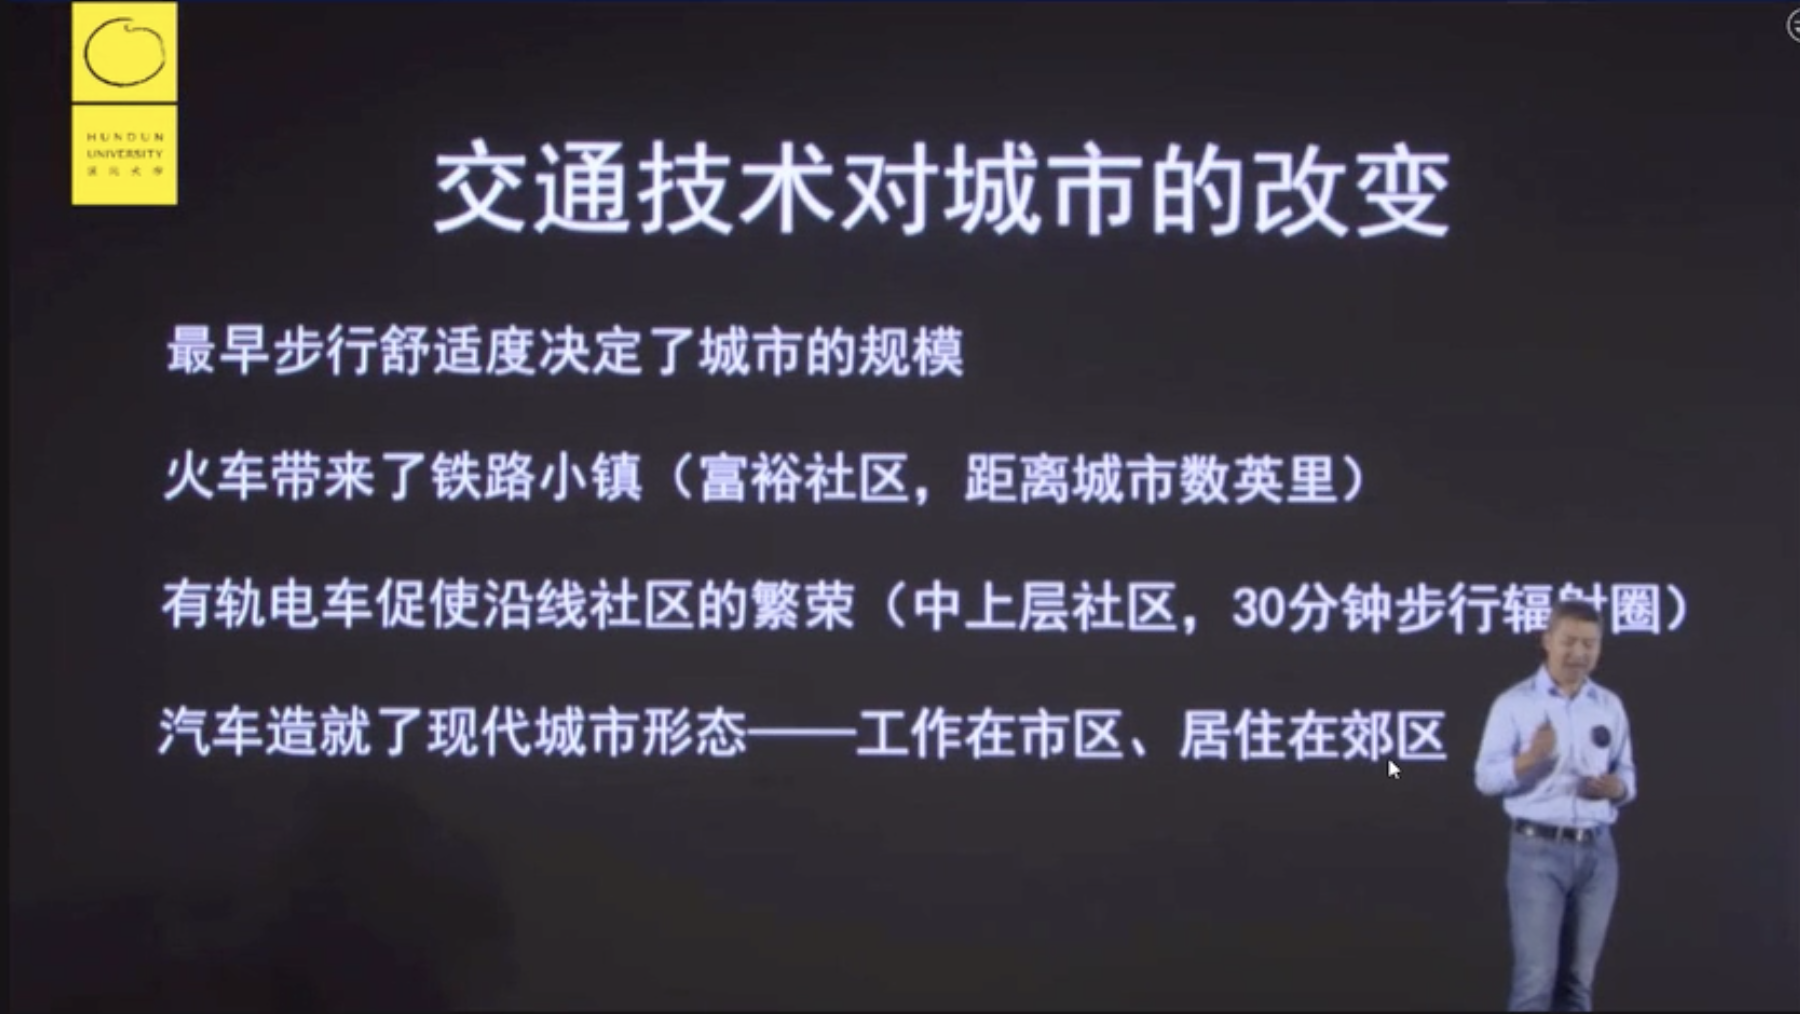 HUNDUN
UNIVERSITY
混沌大学
交通技术对城市的改变
最早步行舒适度决定了城市的规模
火车带来了铁路小镇（富裕社区，距离城市数英里）
有轨电车促使沿线社区的繁荣（中上层社区，30分钟步行辐射圈）
汽车造就了现代城市形态——工作在市区、居住在郊区